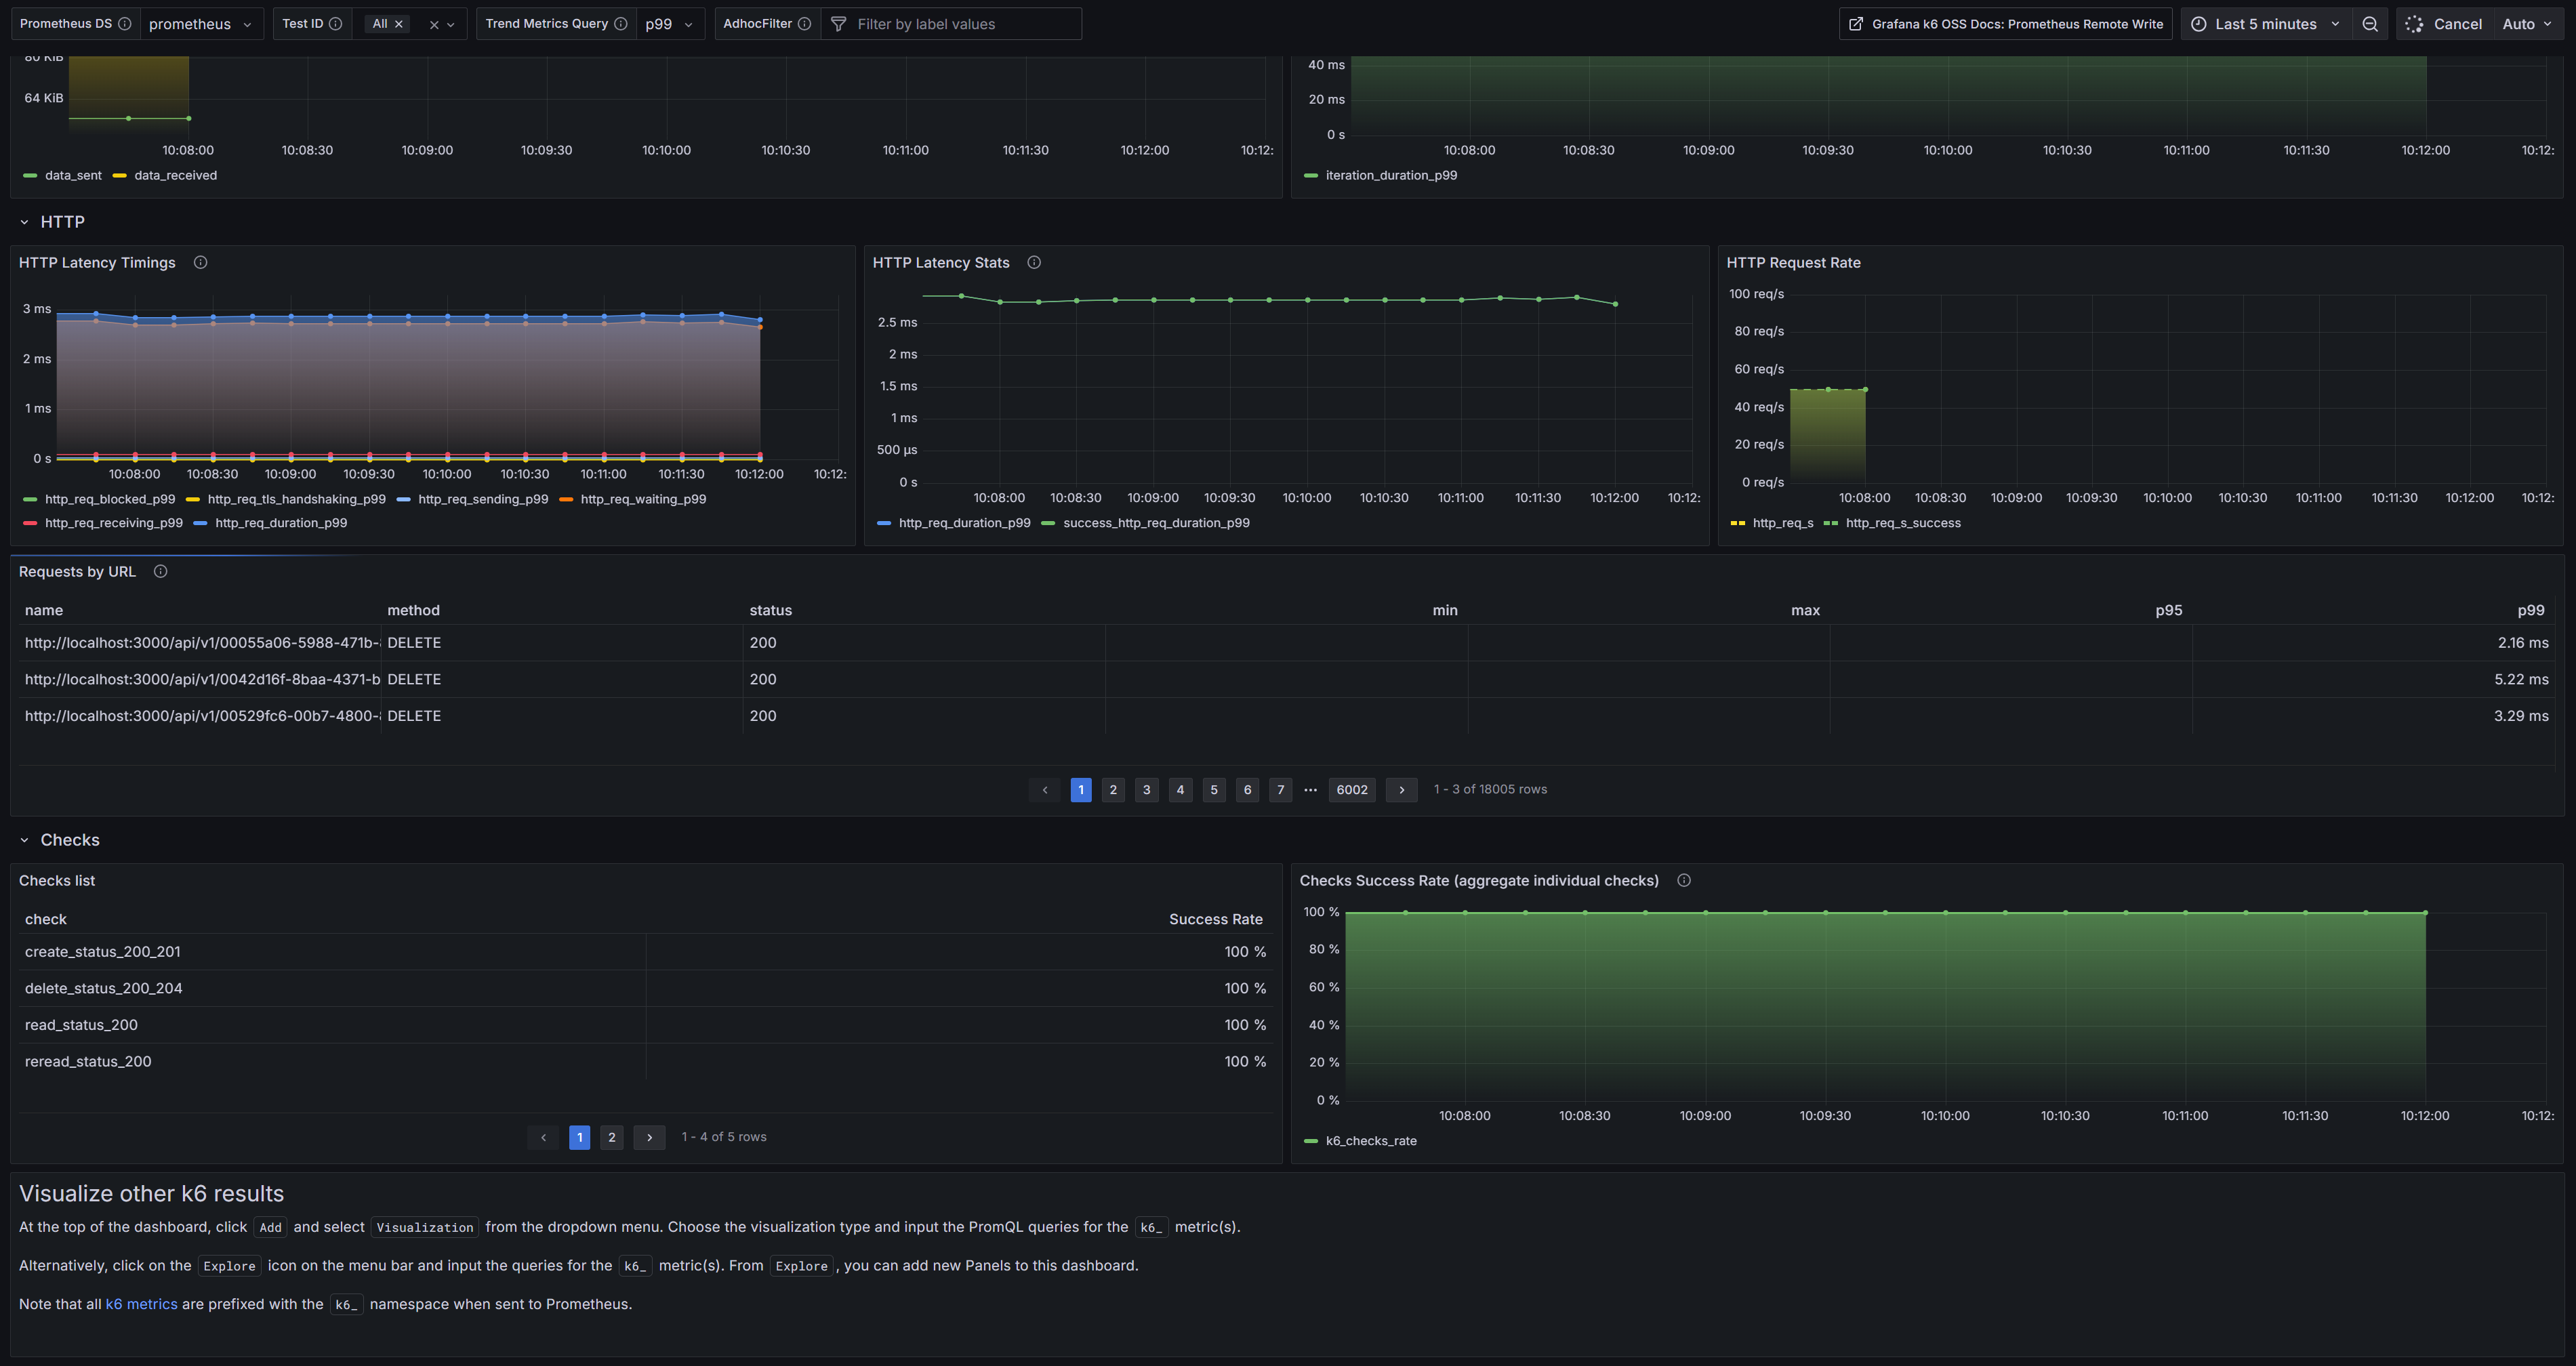 Prometheus DS prometheus Test ID All Trend Metrics Query p99 AdhocFilter Filter by label values Grafana k6 OSS Docs: Prometheus Remote Write Last 5 minutes Cancel Auto
80 KiB
64 KiB
10:08:00 10:08:30 10:09:00 10:09:30 10:10:00 10:10:30 10:11:00 10:11:30 10:12:00 10:12:
data_sent data_received
40 ms
20 ms
0 s
10:08:00 10:08:30 10:09:00 10:09:30 10:10:00 10:10:30 10:11:00 10:11:30 10:12:00 10:12:
iteration_duration_p99
HTTP
HTTP Latency Timings
3 ms
2 ms
1 ms
0 s
10:08:00 10:08:30 10:09:00 10:09:30 10:10:00 10:10:30 10:11:00 10:11:30 10:12:00 10:12:
http_req_blocked_p99 http_req_tls_handshaking_p99 http_req_sending_p99 http_req_waiting_p99
http_req_receiving_p99 http_req_duration_p99
HTTP Latency Stats
2.5 ms
2 ms
1.5 ms
1 ms
500 µs
0 s
10:08:00 10:08:30 10:09:00 10:09:30 10:10:00 10:10:30 10:11:00 10:11:30 10:12:00 10:12:
http_req_duration_p99 success_http_req_duration_p99
HTTP Request Rate
100 req/s
80 req/s
60 req/s
40 req/s
20 req/s
0 req/s
10:08:00 10:08:30 10:09:00 10:09:30 10:10:00 10:10:30 10:11:00 10:11:30 10:12:00 10:12:
http_req_s http_req_s_success
Requests by URL
name method status min max p95 p99
http://localhost:3000/api/v1/00055a06-5988-471b- DELETE 200 2.16 ms
http://localhost:3000/api/v1/0042d16f-8baa-4371-b DELETE 200 5.22 ms
http://localhost:3000/api/v1/00529fc6-00b7-4800- DELETE 200 3.29 ms
1 2 3 4 5 6 7 ... 6002 1 - 3 of 18005 rows
Checks
Checks list
check Success Rate
create_status_200_201 100 %
delete_status_200_204 100 %
read_status_200 100 %
reread_status_200 100 %
1 2 1 - 4 of 5 rows
Checks Success Rate (aggregate individual checks)
100 %
80 %
60 %
40 %
20 %
0 %
10:08:00 10:08:30 10:09:00 10:09:30 10:10:00 10:10:30 10:11:00 10:11:30 10:12:00 10:12:
k6_checks_rate
Visualize other k6 results
At the top of the dashboard, click Add and select Visualization from the dropdown menu. Choose the visualization type and input the PromQL queries for the k6_ metric(s).
Alternatively, click on the Explore icon on the menu bar and input the queries for the k6_ metric(s). From Explore, you can add new Panels to this dashboard.
Note that all k6 metrics are prefixed with the k6_ namespace when sent to Prometheus.